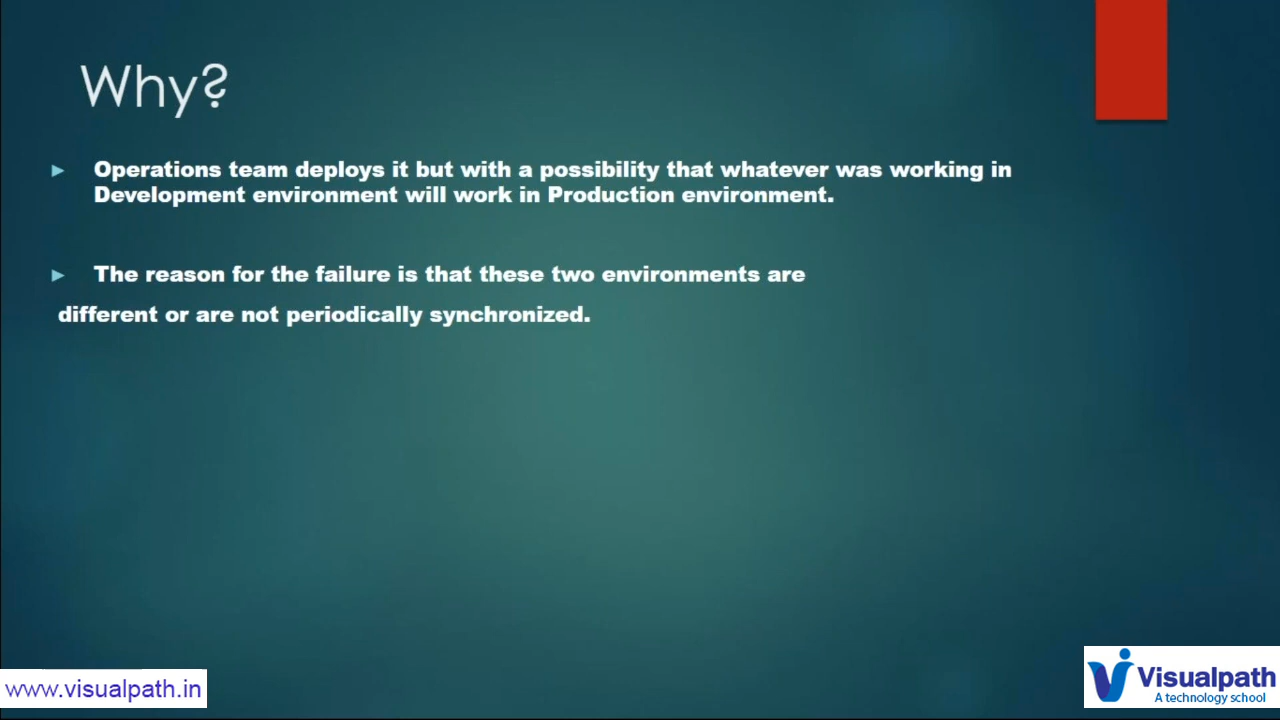 Why?
Operations team deploys it but with a possibility that whatever was working in
Development environment will work in Production environment.
The reason for the failure is that these two environments are
different or are not periodically synchronized.
www.visualpath.in
Visualpath
A technology school